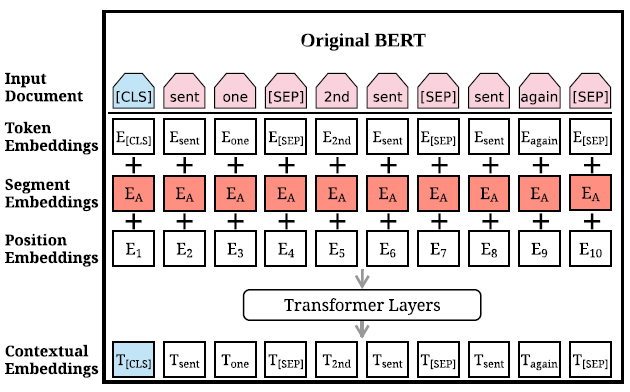 Original BERT
Input Document [CLS] sent one [SEP] 2nd sent [SEP] sent again [SEP]
Token Embeddings E[CLS] Esent Eone E[SEP] E2nd Esent E[SEP] Esent Eagain E[SEP]
+ + + + + + + + + +
Segment Embeddings EA EA EA EA EA EA EA EA EA EA
+ + + + + + + + + +
Position Embeddings E1 E2 E3 E4 E5 E6 E7 E8 E9 E10
Transformer Layers
Contextual Embeddings T[CLS] Tsent Tone T[SEP] T2nd Tsent T[SEP] Tsent Tagain T[SEP]